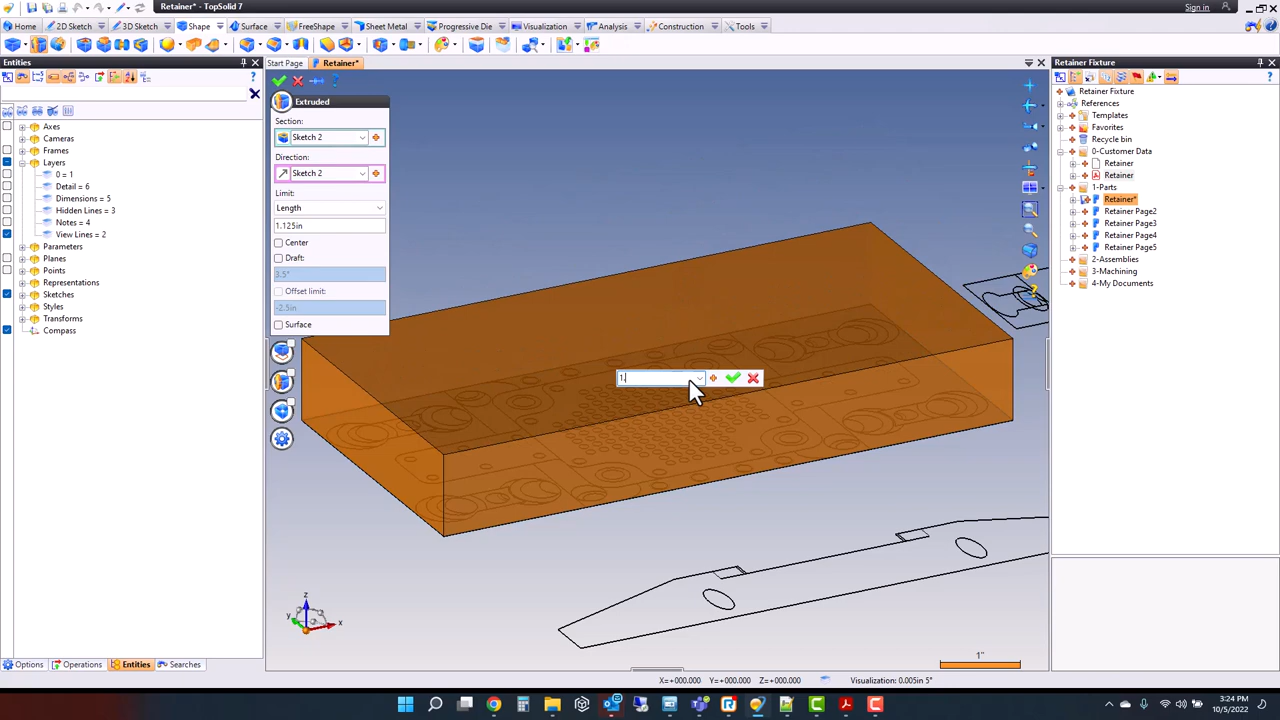 Retainer* - TopSolid 7
Sign in
Home 2D Sketch 3D Sketch Shape Surface FreeShape Sheet Metal Progressive Die Visualization Analysis Construction Tools
Entities
Start Page Retainer*
Retainer Fixture
Axes
Cameras
Frames
Layers
0 = 1
Detail = 6
Dimensions = 5
Hidden Lines = 3
Notes = 4
View Lines = 2
Parameters
Planes
Points
Representations
Sketches
Styles
Transforms
Compass
Extruded
Section:
Sketch 2
Direction:
Sketch 2
Limit:
Length
1.125in
Center
Draft:
3.5°
Offset limit:
-2.5in
Surface
1.
z
y
x
1"
Retainer Fixture
References
Templates
Favorites
Recycle bin
0-Customer Data
Retainer
Retainer
1-Parts
Retainer*
Retainer Page2
Retainer Page3
Retainer Page4
Retainer Page5
2-Assemblies
3-Machining
4-My Documents
Options Operations Entities Searches
X=+000.000 Y=+000.000 Z=+000.000 Visualization: 0.005in 5°
3:24 PM
10/5/2022